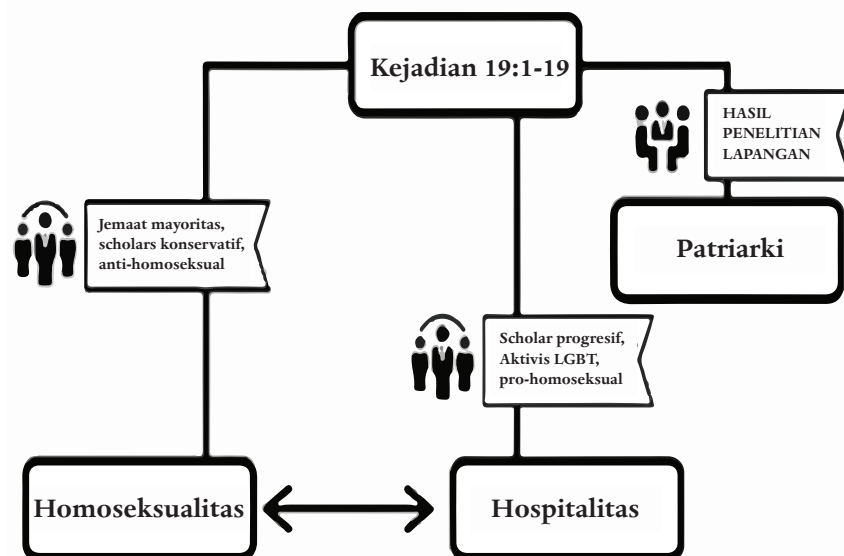 Kejadian 19:1-19
HASIL
PENELITIAN
LAPANGAN
Jemaat mayoritas,
scholars konservatif,
anti-homoseksual
Patriarki
Scholar progresif,
Aktivis LGBT,
pro-homoseksual
Homoseksualitas
Hospitalitas